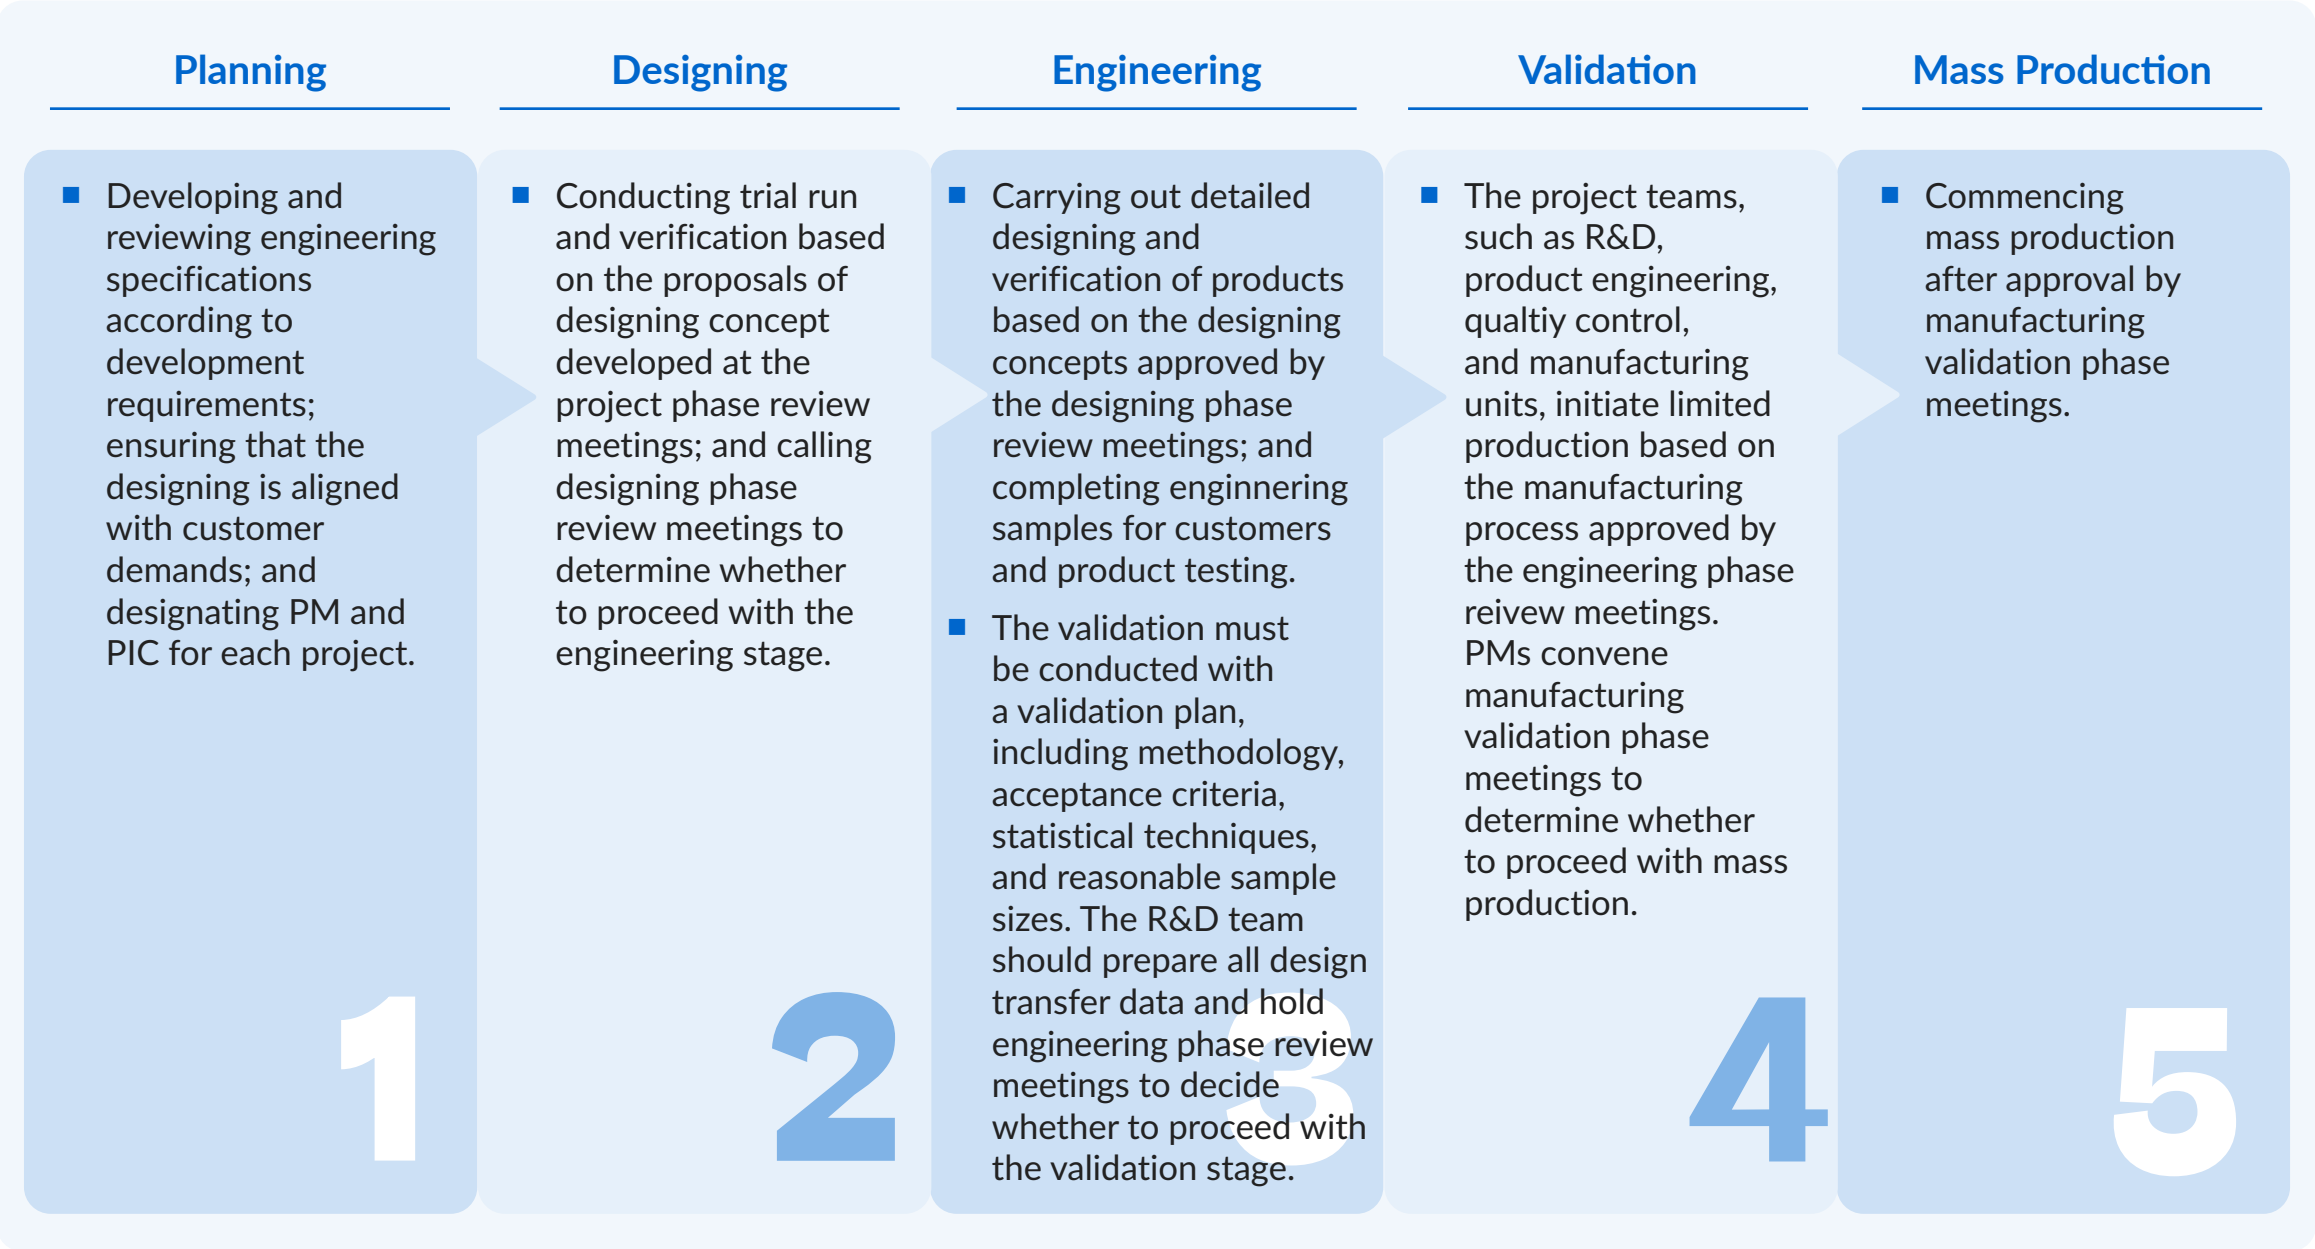 Planning
Developing and
reviewing engineering
specifications
according to
development
requirements;
ensuring that the
designing is aligned
with customer
demands; and
designating PM and
PIC for each project.
1
Designing
Conducting trial run
and verification based
on the proposals of
designing concept
developed at the
project phase review
meetings; and calling
designing phase
review meetings to
determine whether
to proceed with the
engineering stage.
2
Engineering
Carrying out detailed
designing and
verification of products
based on the designing
concepts approved by
the designing phase
review meetings; and
completing enginnering
samples for customers
and product testing.
The validation must
be conducted with
a validation plan,
including methodology,
acceptance criteria,
statistical techniques,
and reasonable sample
sizes. The R&D team
should prepare all design
transfer data and hold
engineering phase review
meetings to decide
whether to proceed with
the validation stage.
3
Validation
The project teams,
such as R&D,
product engineering,
qualtiy control,
and manufacturing
units, initiate limited
production based on
the manufacturing
process approved by
the engineering phase
reivew meetings.
PMs convene
manufacturing
validation phase
meetings to
determine whether
to proceed with mass
production.
4
Mass Production
Commencing
mass production
after approval by
manufacturing
validation phase
meetings.
5